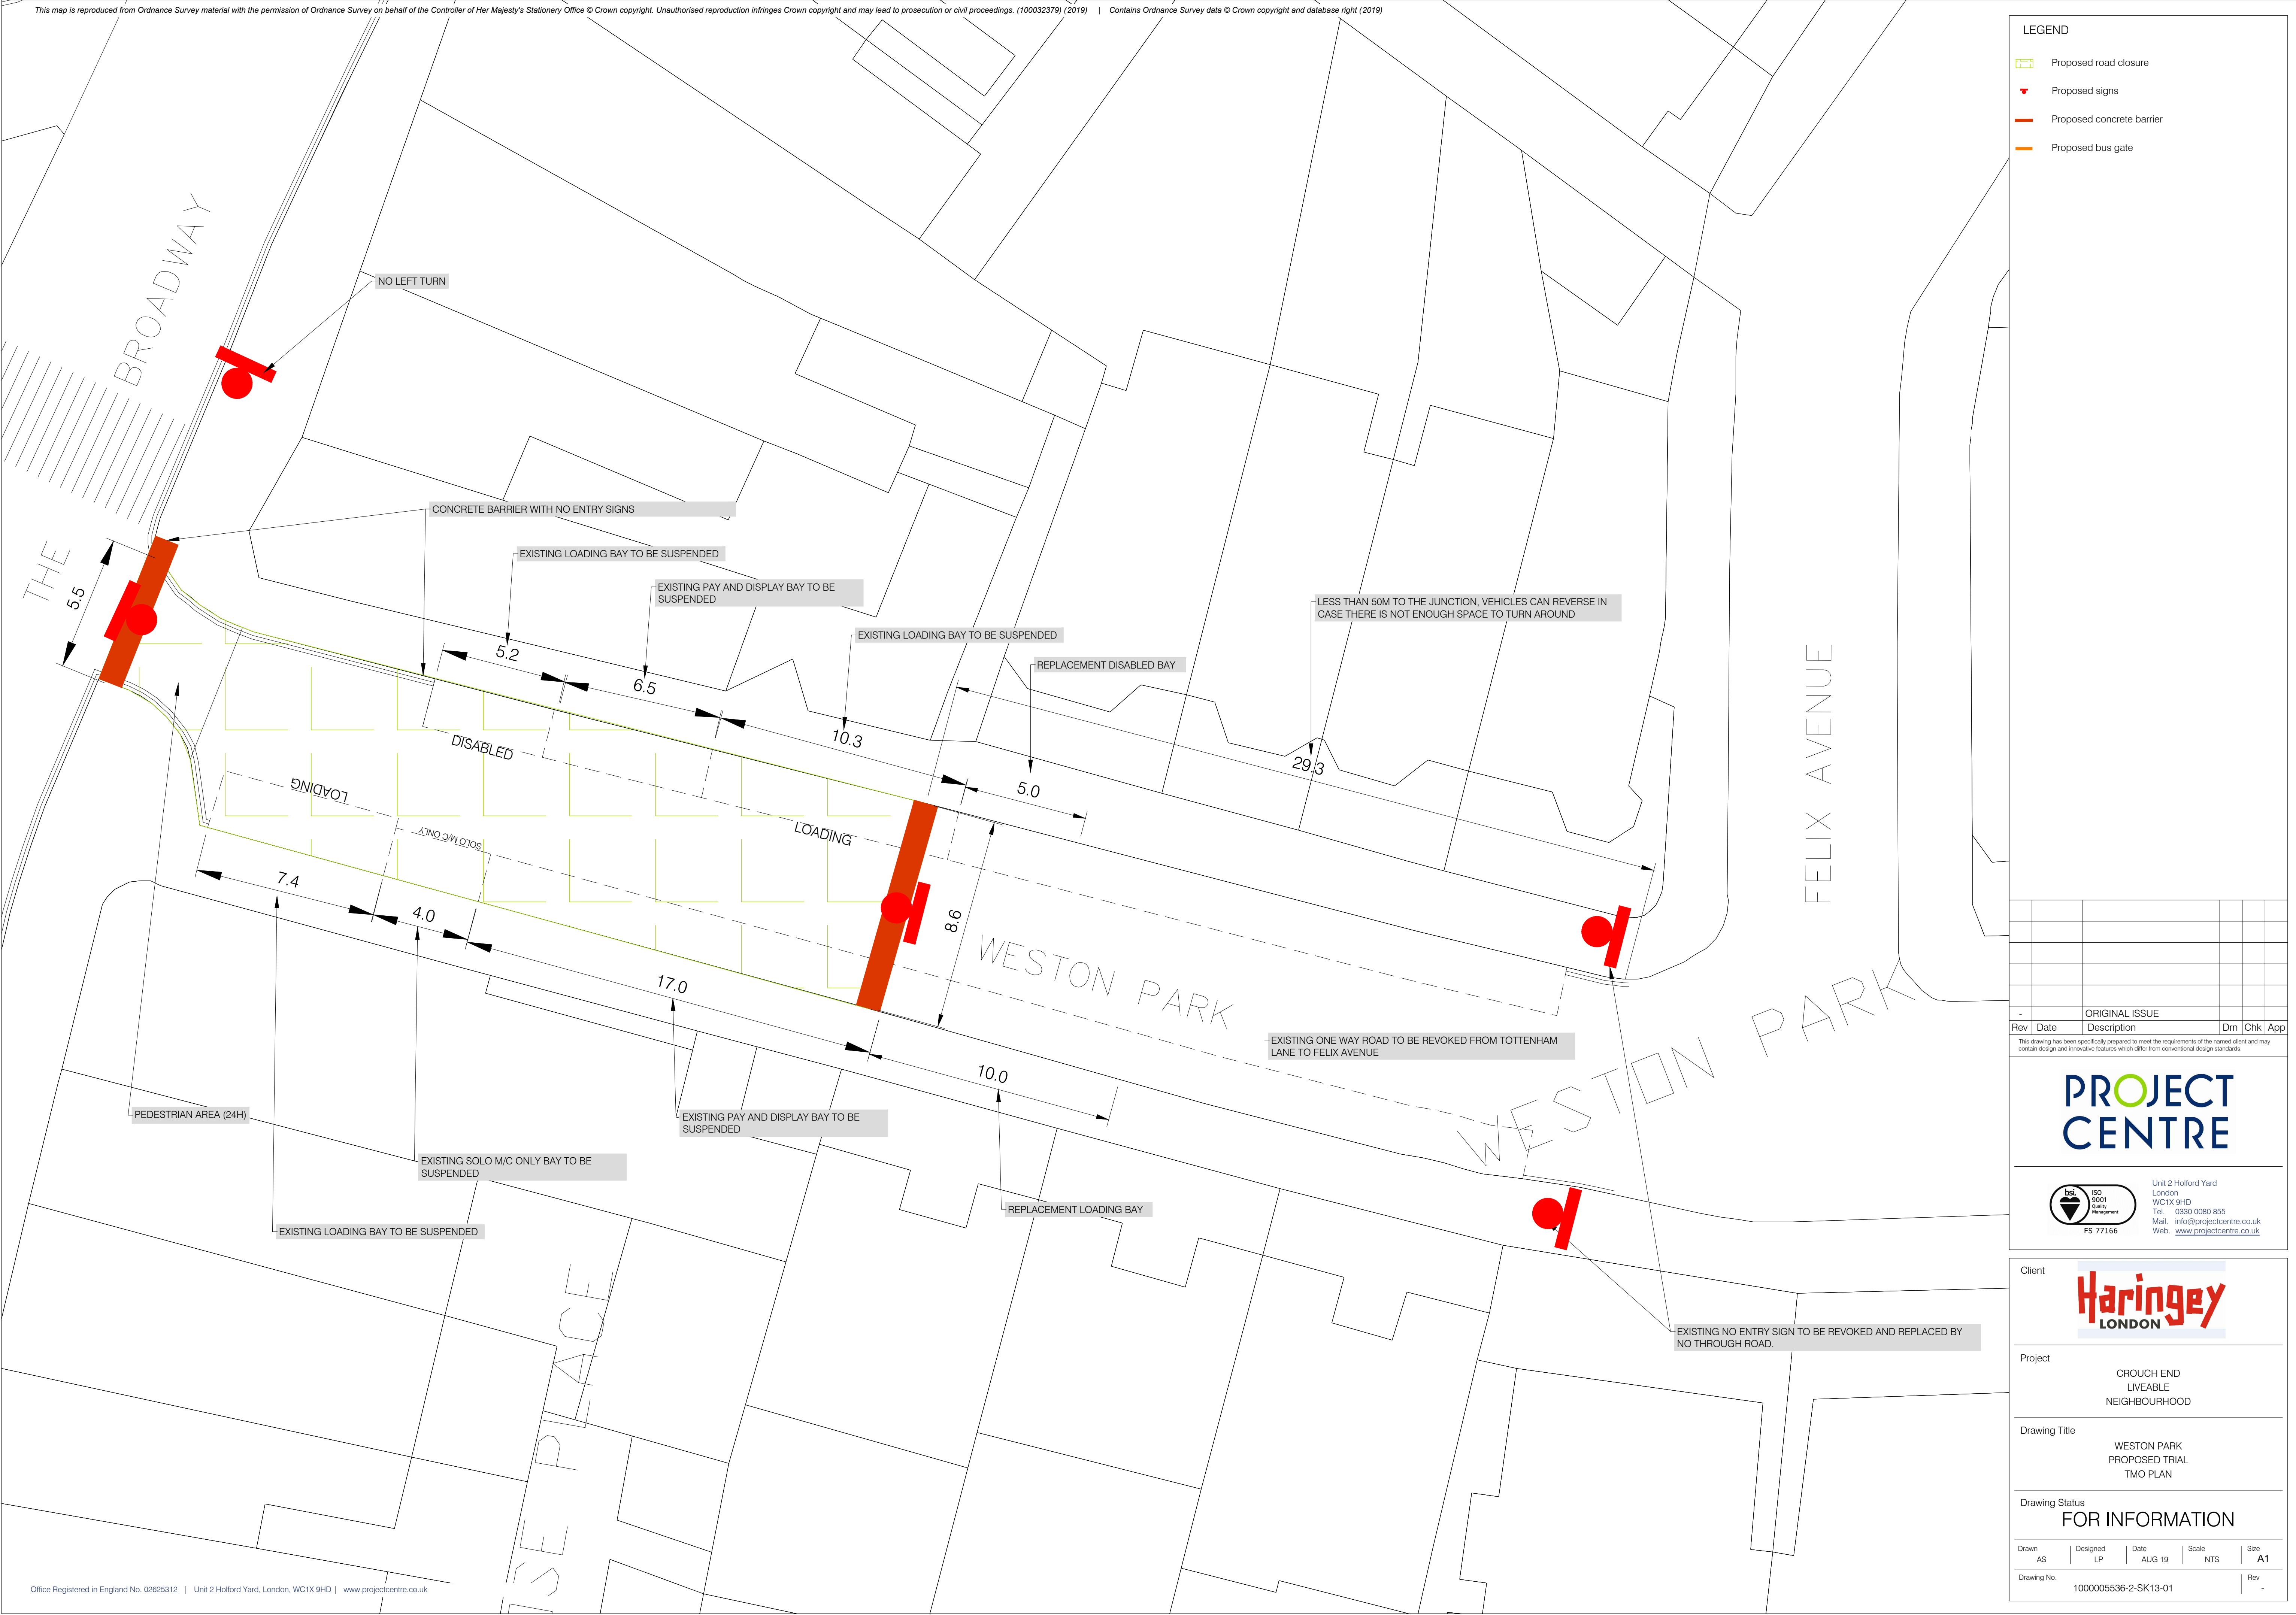 This map is reproduced from Ordnance Survey material with the permission of Ordnance Survey on behalf of the Controller of Her Majesty's Stationery Office © Crown copyright. Unauthorised reproduction infringes Crown copyright and may lead to prosecution or civil proceedings. (100032379) (2019) | Contains Ordnance Survey data © Crown copyright and database right (2019)
THE BROADWAY
NO LEFT TURN
CONCRETE BARRIER WITH NO ENTRY SIGNS
EXISTING LOADING BAY TO BE SUSPENDED
EXISTING PAY AND DISPLAY BAY TO BE
SUSPENDED
EXISTING LOADING BAY TO BE SUSPENDED
REPLACEMENT DISABLED BAY
LESS THAN 50M TO THE JUNCTION, VEHICLES CAN REVERSE IN
CASE THERE IS NOT ENOUGH SPACE TO TURN AROUND
5.5
5.2
6.5
10.3
5.0
29.3
DISABLED
LOADING
SOLO M/C ONLY
LOADING
7.4
4.0
17.0
10.0
8.6
FELIX AVENUE
WESTON PARK
WESTON PARK
EXISTING ONE WAY ROAD TO BE REVOKED FROM TOTTENHAM
LANE TO FELIX AVENUE
PEDESTRIAN AREA (24H)
EXISTING PAY AND DISPLAY BAY TO BE
SUSPENDED
EXISTING SOLO M/C ONLY BAY TO BE
SUSPENDED
EXISTING LOADING BAY TO BE SUSPENDED
REPLACEMENT LOADING BAY
EXISTING NO ENTRY SIGN TO BE REVOKED AND REPLACED BY
NO THROUGH ROAD.
PLACE
Office Registered in England No. 02625312 | Unit 2 Holford Yard, London, WC1X 9HD | www.projectcentre.co.uk
LEGEND
Proposed road closure
Proposed signs
Proposed concrete barrier
Proposed bus gate
- ORIGINAL ISSUE
Rev Date Description Drn Chk App
This drawing has been specifically prepared to meet the requirements of the named client and may
contain design and innovative features which differ from conventional design standards.
PROJECT
CENTRE
bsi.
ISO
9001
Quality
Management
FS 77166
Unit 2 Holford Yard
London
WC1X 9HD
Tel. 0330 0080 855
Mail. info@projectcentre.co.uk
Web. www.projectcentre.co.uk
Client
Haringey
LONDON
Project
CROUCH END
LIVEABLE
NEIGHBOURHOOD
Drawing Title
WESTON PARK
PROPOSED TRIAL
TMO PLAN
Drawing Status
FOR INFORMATION
Drawn Designed Date Scale Size
AS LP AUG 19 NTS A1
Drawing No. Rev
1000005536-2-SK13-01 -